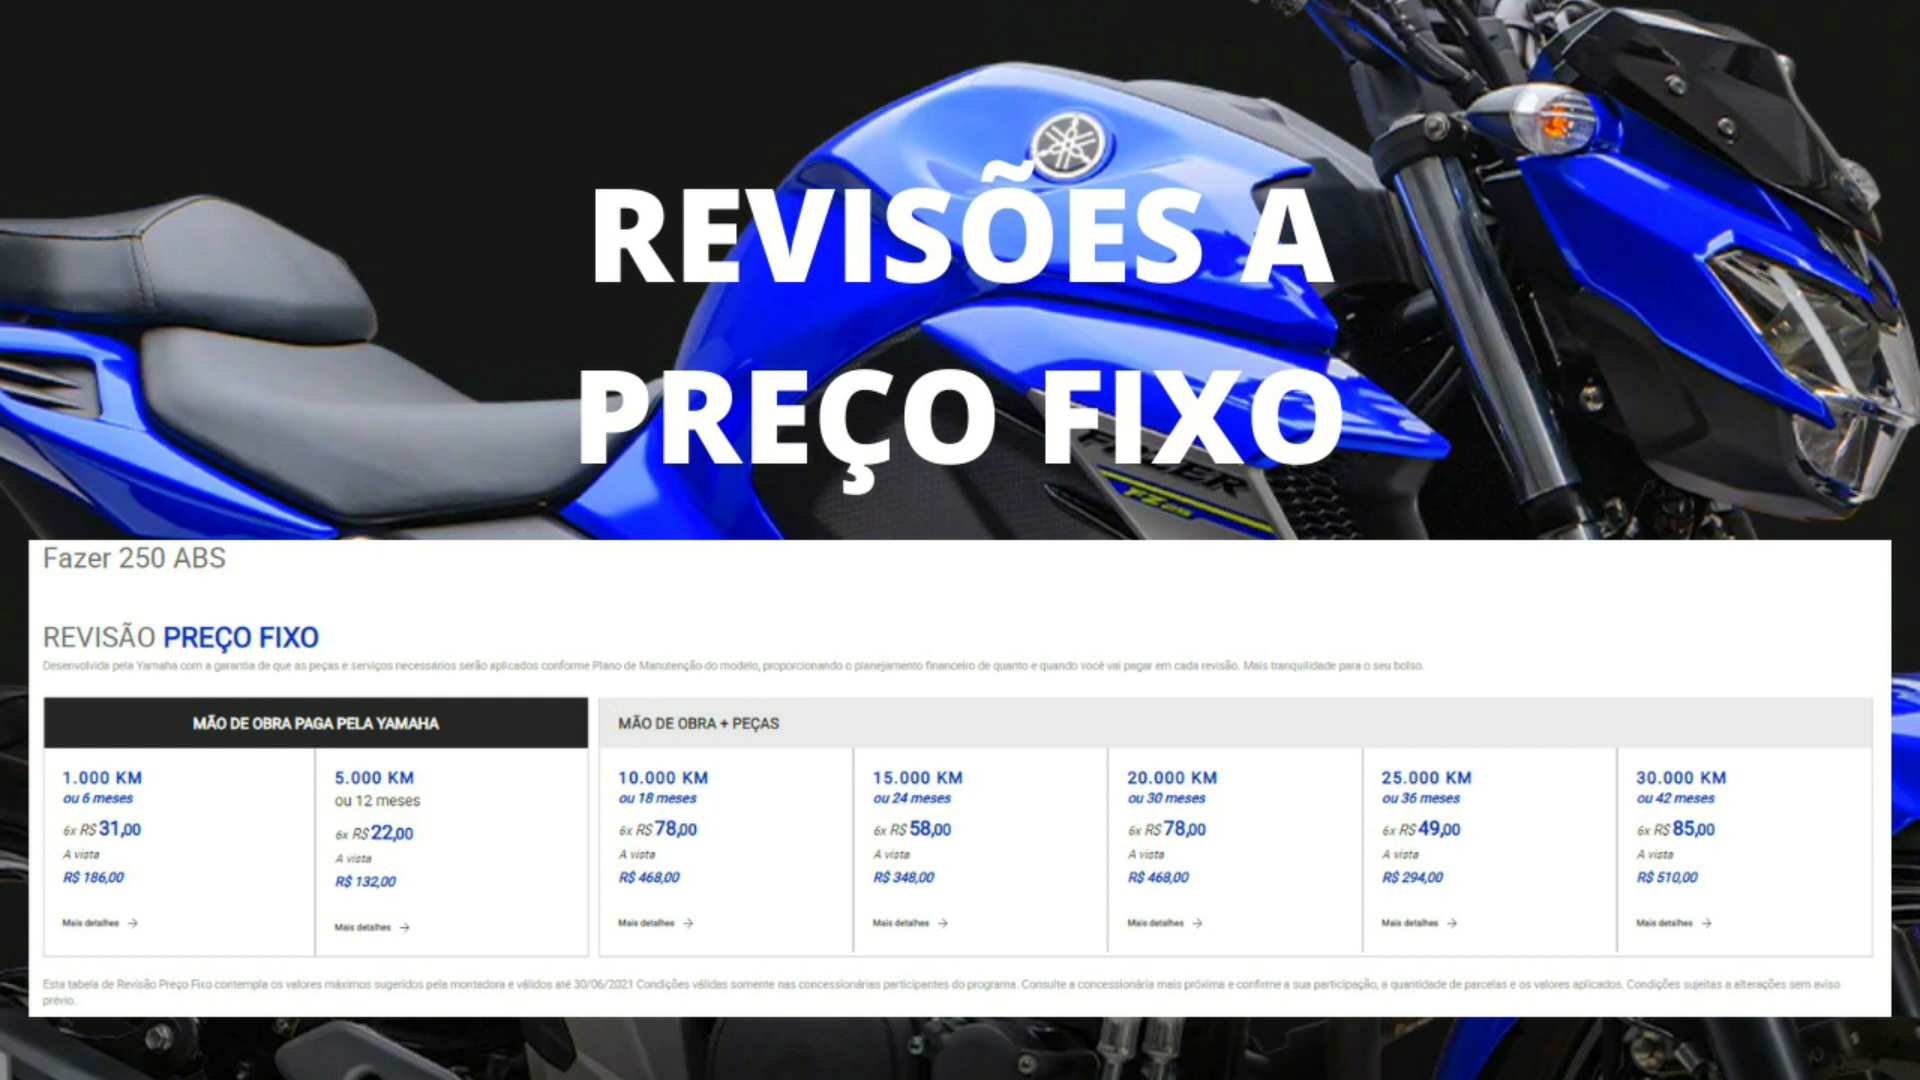 REVISÕES A
PREÇO FIXO
FAZER
FZ25
Fazer 250 ABS
REVISÃO PREÇO FIXO
Desenvolvida pela Yamaha com a garantia de que as peças e serviços necessários serão aplicados conforme Plano de Manutenção do modelo, proporcionando o planejamento financeiro de quanto e quando você vai pagar em cada revisão. Mais tranquilidade para o seu bolso.
MÃO DE OBRA PAGA PELA YAMAHA
1.000 KM
ou 6 meses
6x R$ 31,00
A vista
R$ 186,00
Mais detalhes →
5.000 KM
ou 12 meses
6x R$ 22,00
A vista
R$ 132,00
Mais detalhes →
MÃO DE OBRA + PEÇAS
10.000 KM
ou 18 meses
6x R$ 78,00
A vista
R$ 468,00
Mais detalhes →
15.000 KM
ou 24 meses
6x R$ 58,00
A vista
R$ 348,00
Mais detalhes →
20.000 KM
ou 30 meses
6x R$ 78,00
A vista
R$ 468,00
Mais detalhes →
25.000 KM
ou 36 meses
6x R$ 49,00
A vista
R$ 294,00
Mais detalhes →
30.000 KM
ou 42 meses
6x R$ 85,00
A vista
R$ 510,00
Mais detalhes →
Esta tabela de Revisão Preço Fixo contempla os valores máximos sugeridos pela montadora e válidos até 30/06/2021 Condições válidas somente nas concessionárias participantes do programa. Consulte a concessionária mais próxima e confirme a sua participação, a quantidade de parcelas e os valores aplicados. Condições sujeitas a alterações sem aviso
prévio.